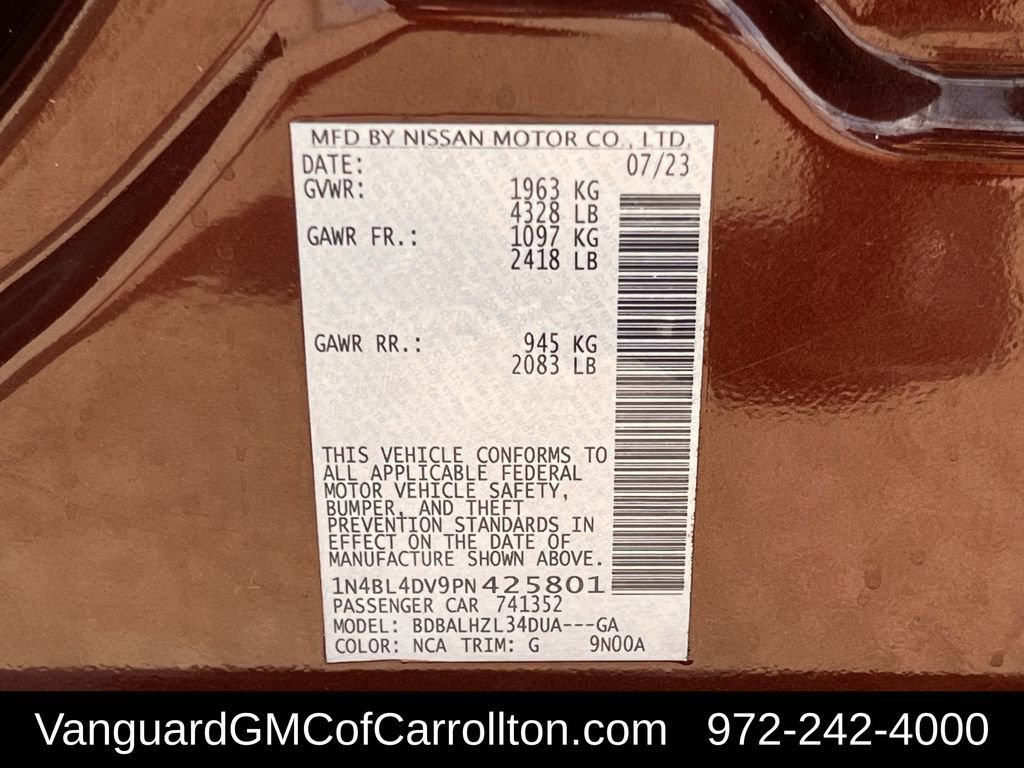 MFD BY NISSAN MOTOR CO., LTD.
DATE: 07/23
GVWR: 1963 KG
4328 LB
GAWR FR.: 1097 KG
2418 LB
GAWR RR.: 945 KG
2083 LB
THIS VEHICLE CONFORMS TO
ALL APPLICABLE FEDERAL
MOTOR VEHICLE SAFETY,
BUMPER, AND THEFT
PREVENTION STANDARDS IN
EFFECT ON THE DATE OF
MANUFACTURE SHOWN ABOVE.
1N4BL4DV9PN425801
PASSENGER CAR 741352
MODEL: BDBALHZL34DUA---GA
COLOR: NCA TRIM: G 9N00A
VanguardGMCofCarrollton.com 972-242-4000